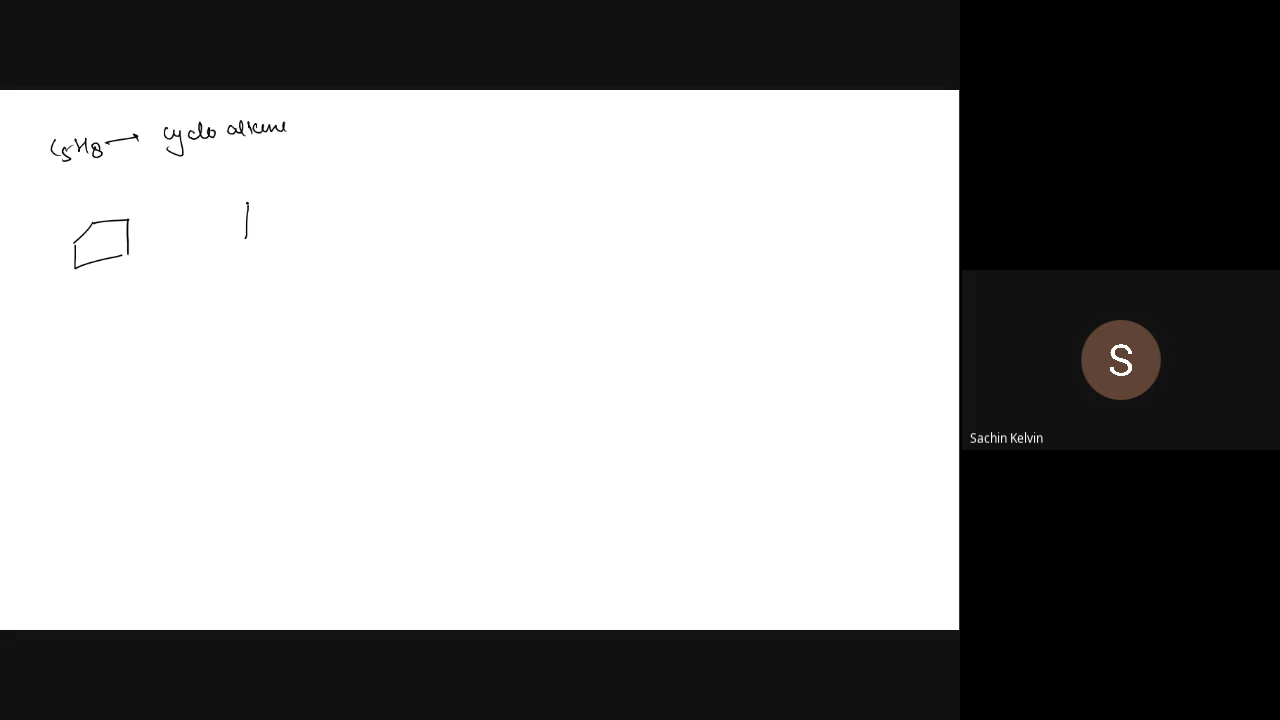 C5H8 → cyclo alkene
S
Sachin Kelvin